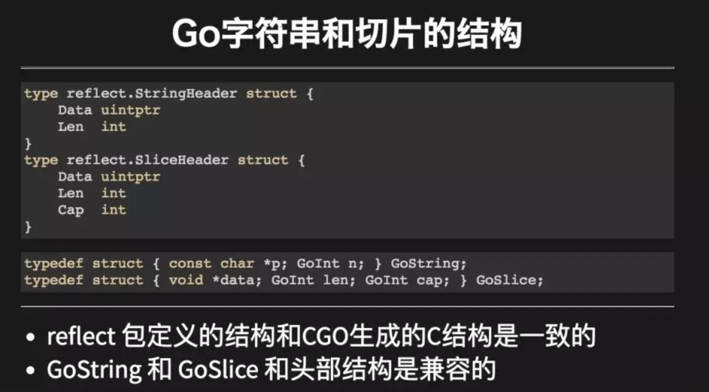 Go字符串和切片的结构
type reflect.StringHeader struct {
    Data uintptr
    Len  int
}
type reflect.SliceHeader struct {
    Data uintptr
    Len  int
    Cap  int
}
typedef struct { const char *p; GoInt n; } GoString;
typedef struct { void *data; GoInt len; GoInt cap; } GoSlice;
• reflect 包定义的结构和CGO生成的C结构是一致的
• GoString 和 GoSlice 和头部结构是兼容的